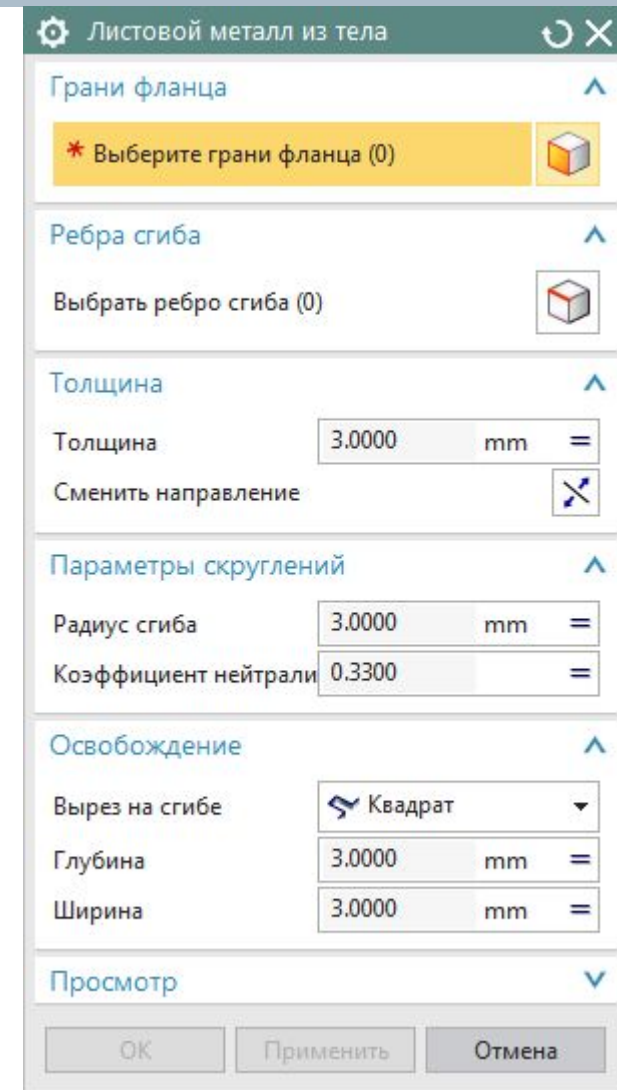 Листовой металл из тела
Грани фланца
* Выберите грани фланца (0)
Ребра сгиба
Выбрать ребро сгиба (0)
Толщина
Толщина 3.0000 mm =
Сменить направление
Параметры скруглений
Радиус сгиба 3.0000 mm =
Коэффициент нейтрали 0.3300 =
Освобождение
Вырез на сгибе Квадрат
Глубина 3.0000 mm =
Ширина 3.0000 mm =
Просмотр
ОК Применить Отмена